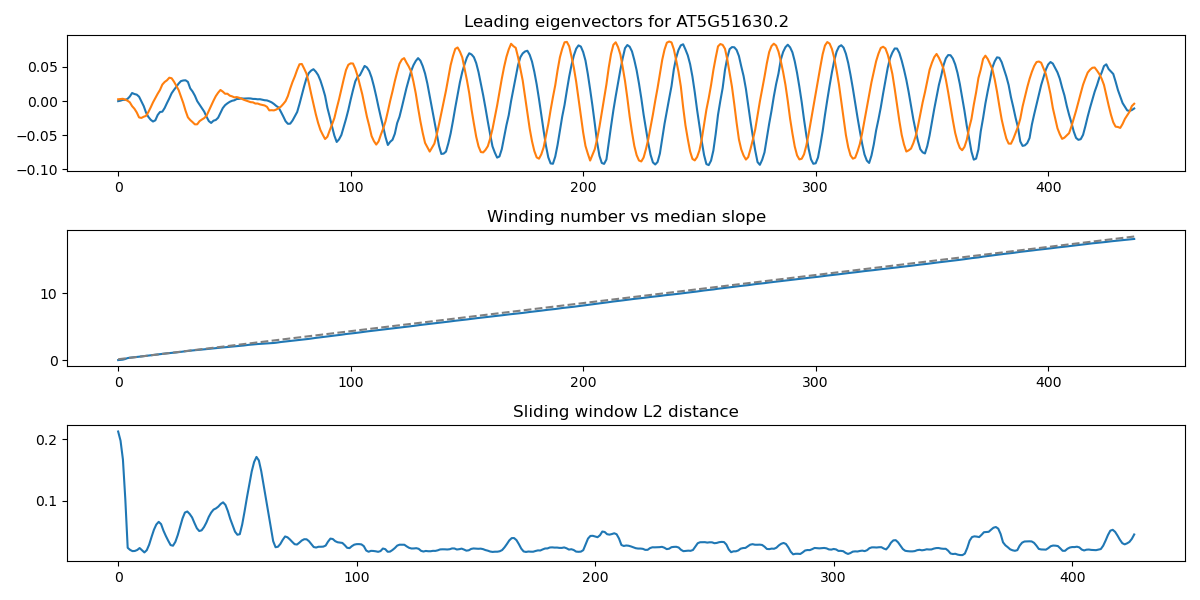 Leading eigenvectors for AT5G51630.2
0.05
0.00
−0.05
−0.10
0 100 200 300 400
Winding number vs median slope
10
0
0 100 200 300 400
Sliding window L2 distance
0.2
0.1
0 100 200 300 400